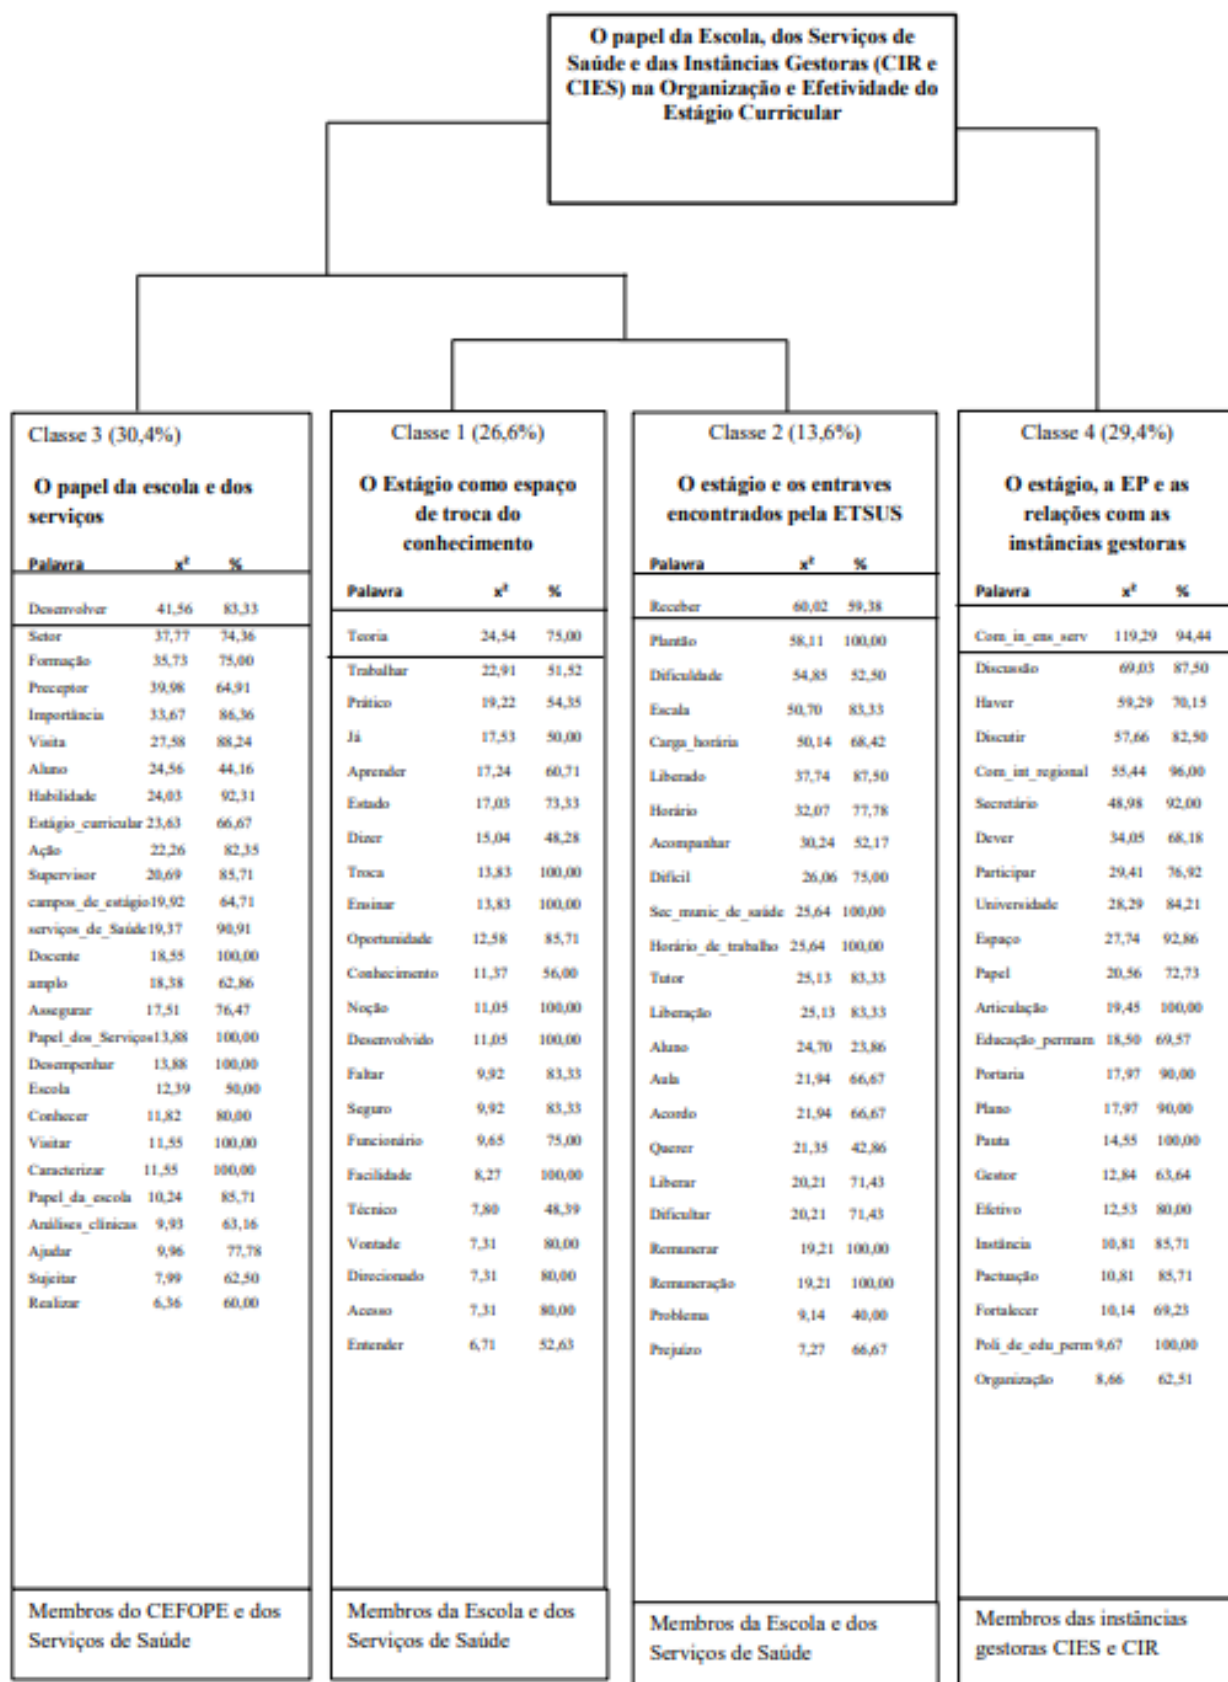 O papel da Escola, dos Serviços de
Saúde e das Instâncias Gestoras (CIR e
CIES) na Organização e Efetividade do
Estágio Curricular
Classe 3 (30,4%)
O papel da escola e dos
serviços
Palavra x² %
Desenvolver 41,56 83,33
Setor 37,77 74,36
Formação 35,73 75,00
Preceptor 39,98 64,91
Importância 33,67 86,36
Visita 27,58 88,24
Aluno 24,56 44,16
Habilidade 24,03 92,31
Estágio_curricular 23,63 66,67
Ação 22,26 82,35
Supervisor 20,69 85,71
campos_de_estágio19,92 64,71
serviços_de_Saúde19,37 90,91
Docente 18,55 100,00
amplo 18,38 62,86
Assegurar 17,51 76,47
Papel_dos_Serviços13,88 100,00
Desempenhar 13,88 100,00
Escola 12,39 50,00
Conhecer 11,82 80,00
Visitar 11,55 100,00
Caracterizar 11,55 100,00
Papel_da_escola 10,24 85,71
Análises_clínicas 9,93 63,16
Ajudar 9,96 77,78
Sujeitar 7,99 62,50
Realizar 6,36 60,00
Membros do CEFOPE e dos
Serviços de Saúde
Classe 1 (26,6%)
O Estágio como espaço
de troca do
conhecimento
Palavra x² %
Teoria 24,54 75,00
Trabalhar 22,91 51,52
Prático 19,22 54,35
Já 17,53 50,00
Aprender 17,24 60,71
Estado 17,03 73,33
Dizer 15,04 48,28
Troca 13,83 100,00
Ensinar 13,83 100,00
Oportunidade 12,58 85,71
Conhecimento 11,37 56,00
Noção 11,05 100,00
Desenvolvido 11,05 100,00
Faltar 9,92 83,33
Seguro 9,92 83,33
Funcionário 9,65 75,00
Facilidade 8,27 100,00
Técnico 7,80 48,39
Vontade 7,31 80,00
Direcionado 7,31 80,00
Acesso 7,31 80,00
Entender 6,71 52,63
Membros da Escola e dos
Serviços de Saúde
Classe 2 (13,6%)
O estágio e os entraves
encontrados pela ETSUS
Palavra x² %
Receber 60,02 59,38
Plantão 58,11 100,00
Dificuldade 54,85 52,50
Escala 50,70 83,33
Carga_horária 50,14 68,42
Liberado 37,74 87,50
Horário 32,07 77,78
Acompanhar 30,24 52,17
Difícil 26,06 75,00
Sec_munic_de_saúde 25,64 100,00
Horário_de_trabalho 25,64 100,00
Tutor 25,13 83,33
Liberação 25,13 83,33
Aluno 24,70 23,86
Aula 21,94 66,67
Acordo 21,94 66,67
Querer 21,35 42,86
Liberar 20,21 71,43
Dificultar 20,21 71,43
Remunerar 19,21 100,00
Remuneração 19,21 100,00
Problema 9,14 40,00
Prejuízo 7,27 66,67
Membros da Escola e dos
Serviços de Saúde
Classe 4 (29,4%)
O estágio, a EP e as
relações com as
instâncias gestoras
Palavra x² %
Com_in_ens_serv 119,29 94,44
Discussão 69,03 87,50
Haver 59,29 70,15
Discutir 57,66 82,50
Com_int_regional 55,44 96,00
Secretário 48,98 92,00
Dever 34,05 68,18
Participar 29,41 76,92
Universidade 28,29 84,21
Espaço 27,74 92,86
Papel 20,56 72,73
Articulação 19,45 100,00
Educação_permam 18,50 69,57
Portaria 17,97 90,00
Plano 17,97 90,00
Pauta 14,55 100,00
Gestor 12,84 63,64
Efetivo 12,53 80,00
Instância 10,81 85,71
Pactuação 10,81 85,71
Fortalecer 10,14 69,23
Poli_de_edu_perm 9,67 100,00
Organização 8,66 62,51
Membros das instâncias
gestoras CIES e CIR